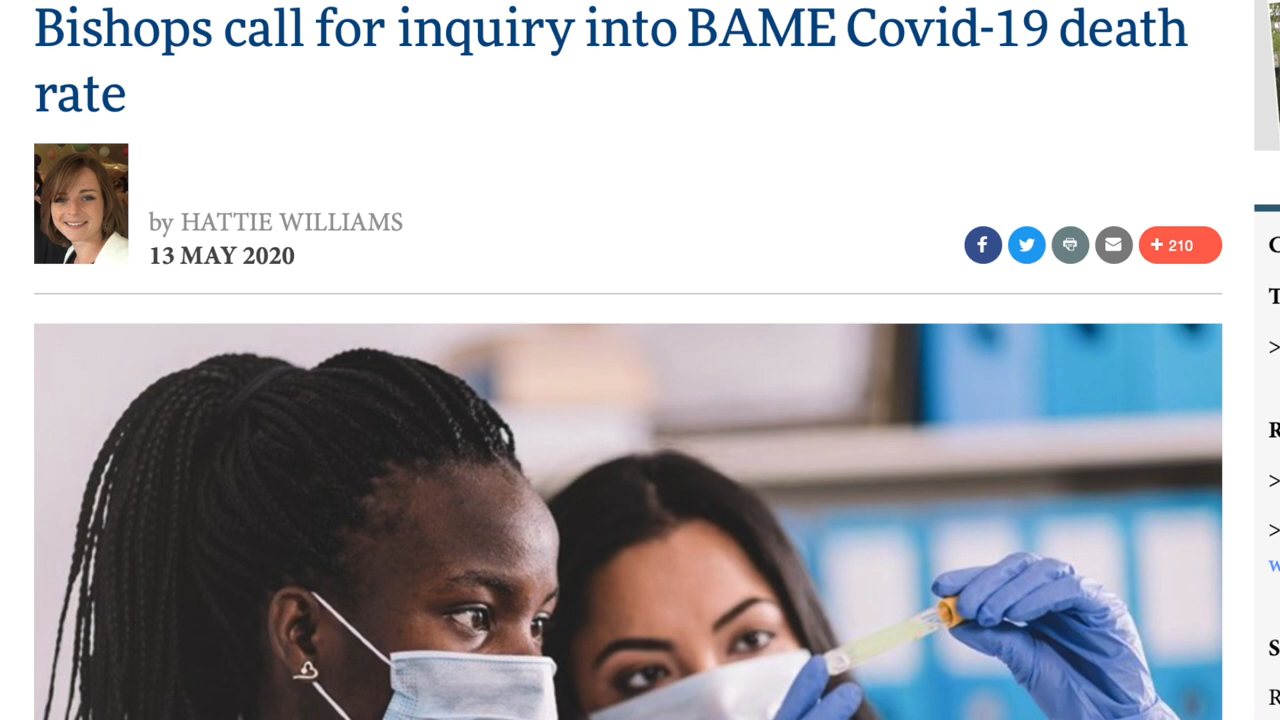 Bishops call for inquiry into BAME Covid-19 death
rate
by HATTIE WILLIAMS
13 MAY 2020
210